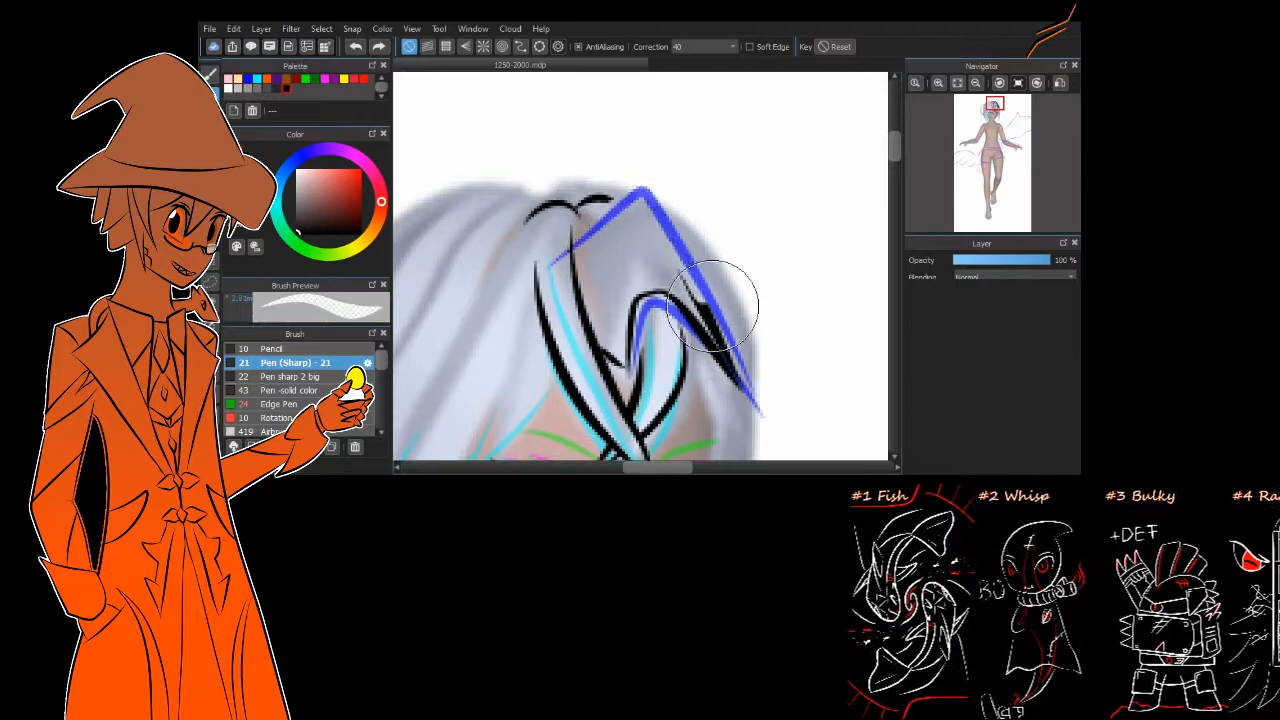 File Edit Layer Filter Select Snap Color View Tool Window Cloud Help
AntiAliasing Correction 40 Soft Edge Key Reset
Palette
1250-2000.mdp
Navigator
---
Color
Layer
Opacity 100 %
Blending Normal
Brush Preview
Brush
10 Pencil
21 Pen (Sharp) - 21
22 Pen sharp 2 big
43 Pen -solid color
24 Edge Pen
10 Rotation
419
#1 Fish #2 Whisp #3 Bulky #4
+DEF